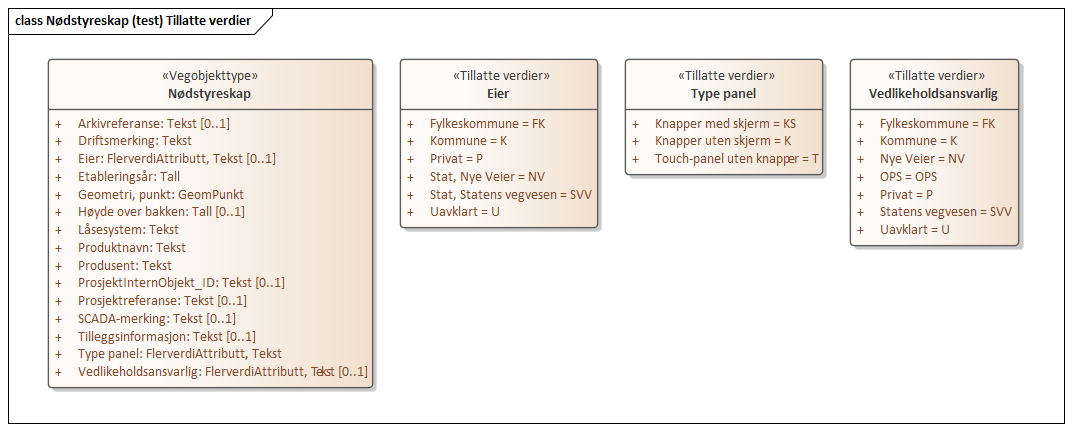 class Nødstyreskap (test) Tillatte verdier
«Vegobjekttype»
Nødstyreskap
+ Arkivreferanse: Tekst [0..1]
+ Driftsmerking: Tekst
+ Eier: FlerverdiAttributt, Tekst [0..1]
+ Etableringsår: Tall
+ Geometri, punkt: GeomPunkt
+ Høyde over bakken: Tall [0..1]
+ Låsesystem: Tekst
+ Produktnavn: Tekst
+ Produsent: Tekst
+ ProsjektInternObjekt_ID: Tekst [0..1]
+ Prosjektreferanse: Tekst [0..1]
+ SCADA-merking: Tekst [0..1]
+ Tilleggsinformasjon: Tekst [0..1]
+ Type panel: FlerverdiAttributt, Tekst
+ Vedlikeholdsansvarlig: FlerverdiAttributt, Tekst [0..1]
«Tillatte verdier»
Eier
+ Fylkeskommune = FK
+ Kommune = K
+ Privat = P
+ Stat, Nye Veier = NV
+ Stat, Statens vegvesen = SVV
+ Uavklart = U
«Tillatte verdier»
Type panel
+ Knapper med skjerm = KS
+ Knapper uten skjerm = K
+ Touch-panel uten knapper = T
«Tillatte verdier»
Vedlikeholdsansvarlig
+ Fylkeskommune = FK
+ Kommune = K
+ Nye Veier = NV
+ OPS = OPS
+ Privat = P
+ Statens vegvesen = SVV
+ Uavklart = U